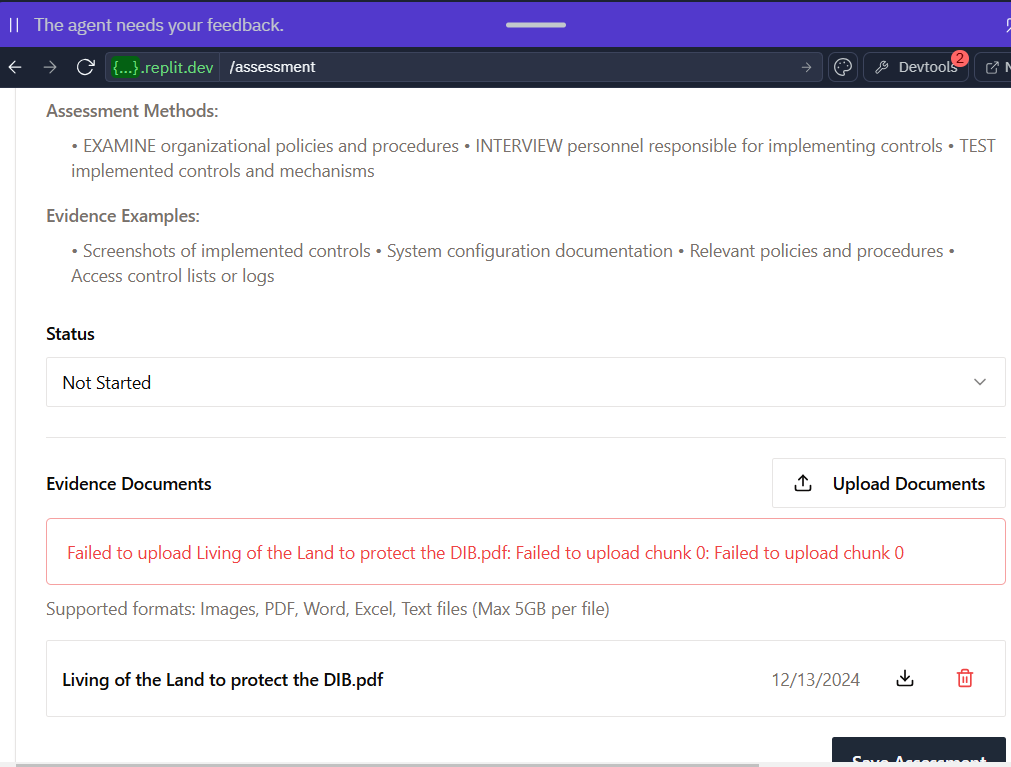 The agent needs your feedback.
{...}.replit.dev /assessment
Devtools 2
Assessment Methods:
• EXAMINE organizational policies and procedures • INTERVIEW personnel responsible for implementing controls • TEST
implemented controls and mechanisms
Evidence Examples:
• Screenshots of implemented controls • System configuration documentation • Relevant policies and procedures •
Access control lists or logs
Status
Not Started
Evidence Documents
Upload Documents
Failed to upload Living of the Land to protect the DIB.pdf: Failed to upload chunk 0: Failed to upload chunk 0
Supported formats: Images, PDF, Word, Excel, Text files (Max 5GB per file)
Living of the Land to protect the DIB.pdf 12/13/2024
Save Assessment